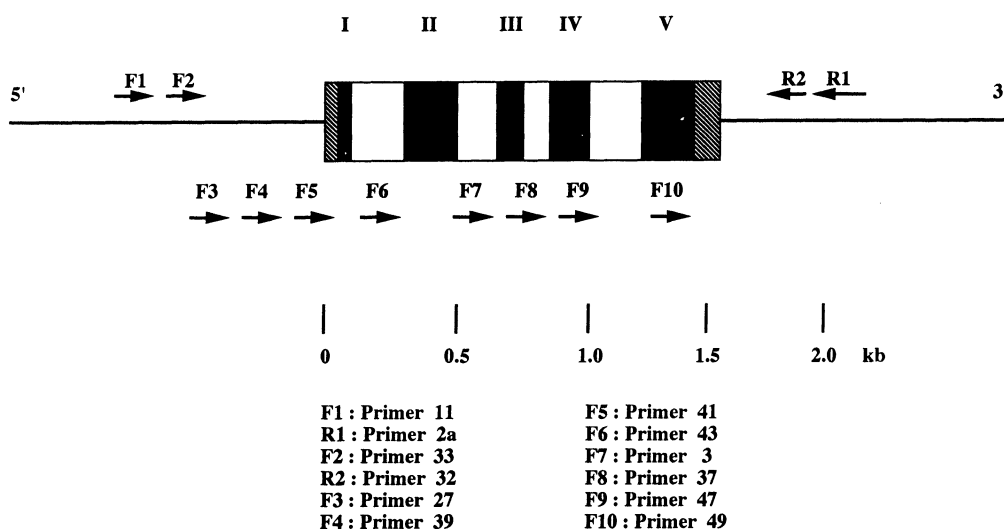 I II III IV V
5' F1 F2 R2 R1 3
F3 F4 F5 F6 F7 F8 F9 F10
0 0.5 1.0 1.5 2.0 kb
F1 : Primer 11 F5 : Primer 41
R1 : Primer 2a F6 : Primer 43
F2 : Primer 33 F7 : Primer 3
R2 : Primer 32 F8 : Primer 37
F3 : Primer 27 F9 : Primer 47
F4 : Primer 39 F10 : Primer 49